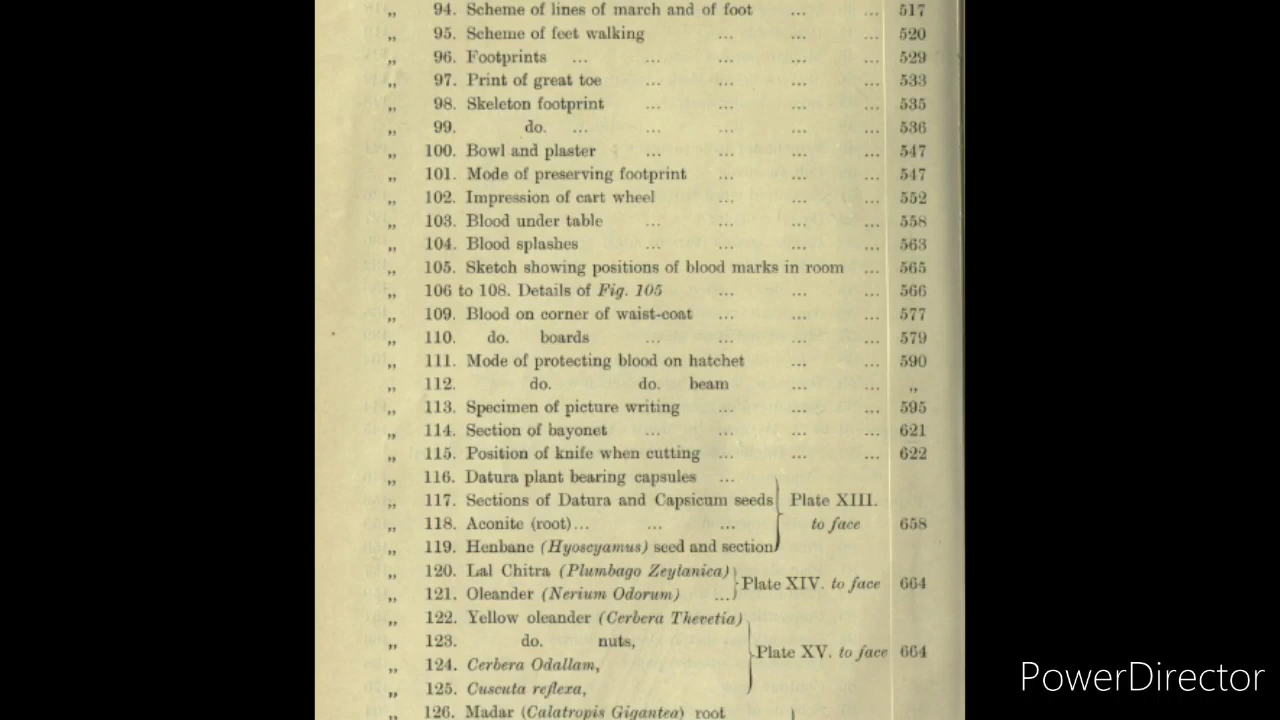 „ 94. Scheme of lines of march and of foot ... ... 517
„ 95. Scheme of feet walking ... ... ... 520
„ 96. Footprints ... ... ... ... ... 529
„ 97. Print of great toe ... ... ... ... 533
„ 98. Skeleton footprint ... ... ... ... 535
„ 99. do. ... ... ... ... ... 536
„ 100. Bowl and plaster ... ... ... ... 547
„ 101. Mode of preserving footprint ... ... ... 547
„ 102. Impression of cart wheel ... ... ... 552
„ 103. Blood under table ... ... ... ... 558
„ 104. Blood splashes ... ... ... ... 563
„ 105. Sketch showing positions of blood marks in room ... 565
„ 106 to 108. Details of Fig. 105 ... ... ... 566
„ 109. Blood on corner of waist-coat ... ... ... 577
„ 110. do. boards ... ... ... ... 579
„ 111. Mode of protecting blood on hatchet ... ... 590
„ 112. do. do. beam ... ... „
„ 113. Specimen of picture writing ... ... ... 595
„ 114. Section of bayonet ... ... ... ... 621
„ 115. Position of knife when cutting ... ... ... 622
„ 116. Datura plant bearing capsules ...
„ 117. Sections of Datura and Capsicum seeds Plate XIII.
„ 118. Aconite (root)... ... ... to face 658
„ 119. Henbane (Hyoscyamus) seed and section
„ 120. Lal Chitra (Plumbago Zeylanica)
Plate XIV. to face 664
„ 121. Oleander (Nerium Odorum) ...
„ 122. Yellow oleander (Cerbera Thevetia)
„ 123. do. nuts,
Plate XV. to face 664
„ 124. Cerbera Odallam,
„ 125. Cuscuta reflexa,
„ 126. Madar (Calatropis Gigantea) root
PowerDirector